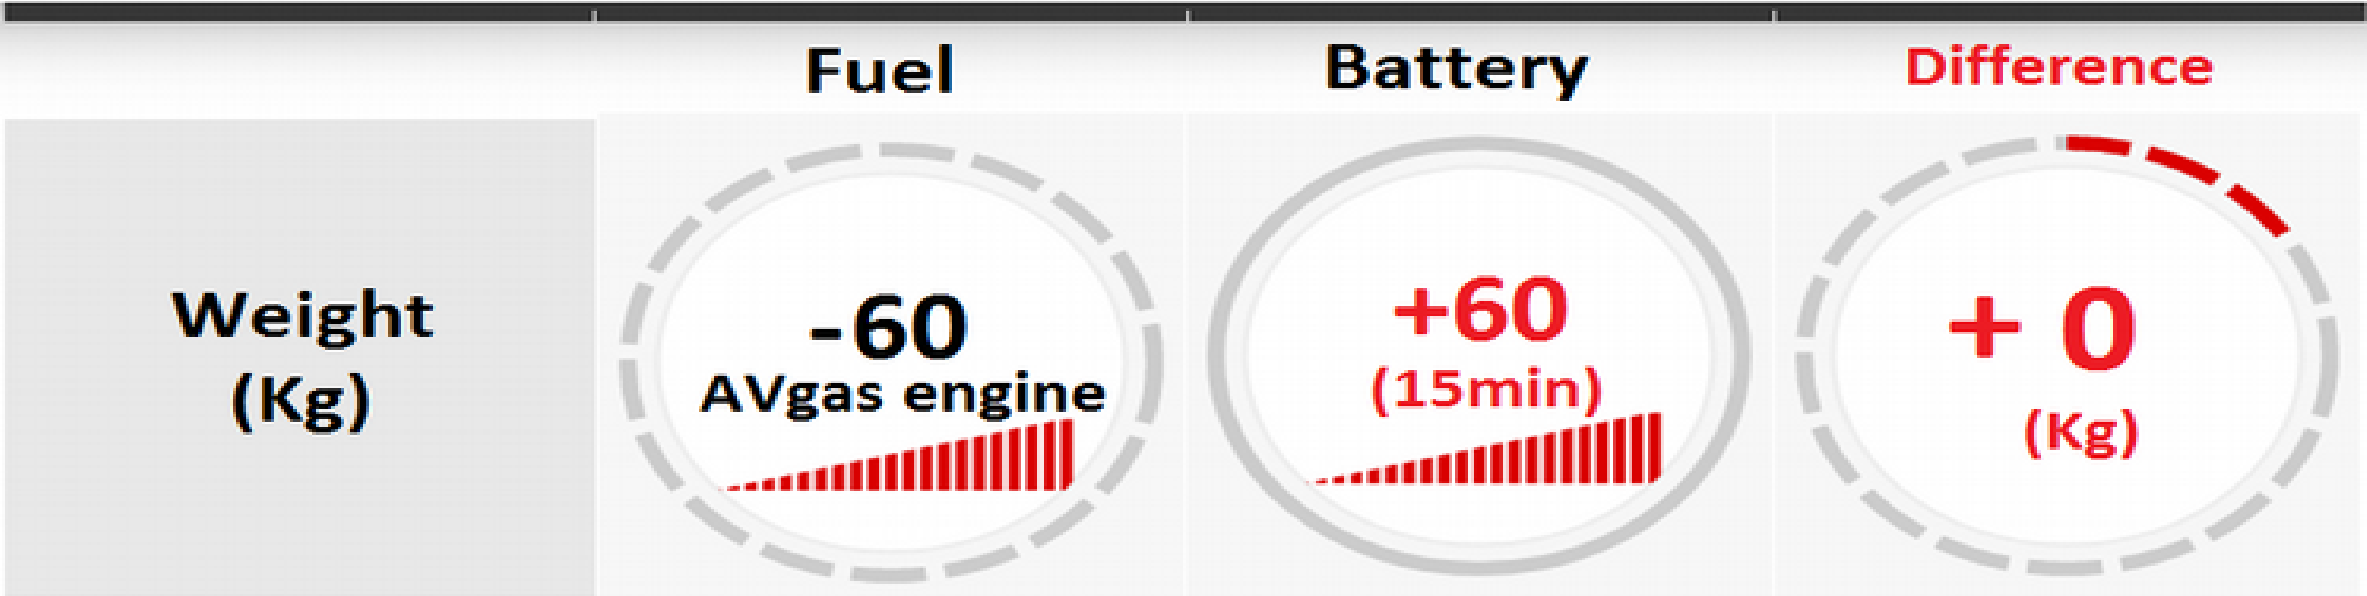 Fuel Battery Difference
Weight
(Kg)
-60
AVgas engine
+60
(15min)
+ 0
(Kg)